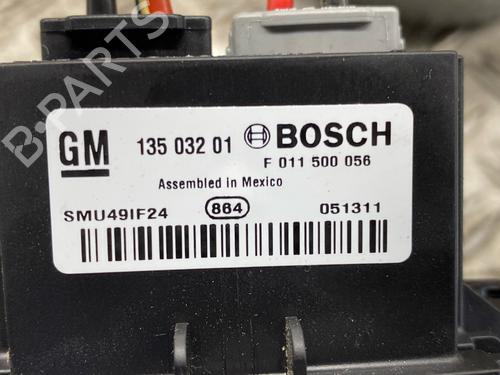 GM 135 032 01 BOSCH
F 011 500 056
Assembled in Mexico
SMU49IF24 864 051311
B-PARTS